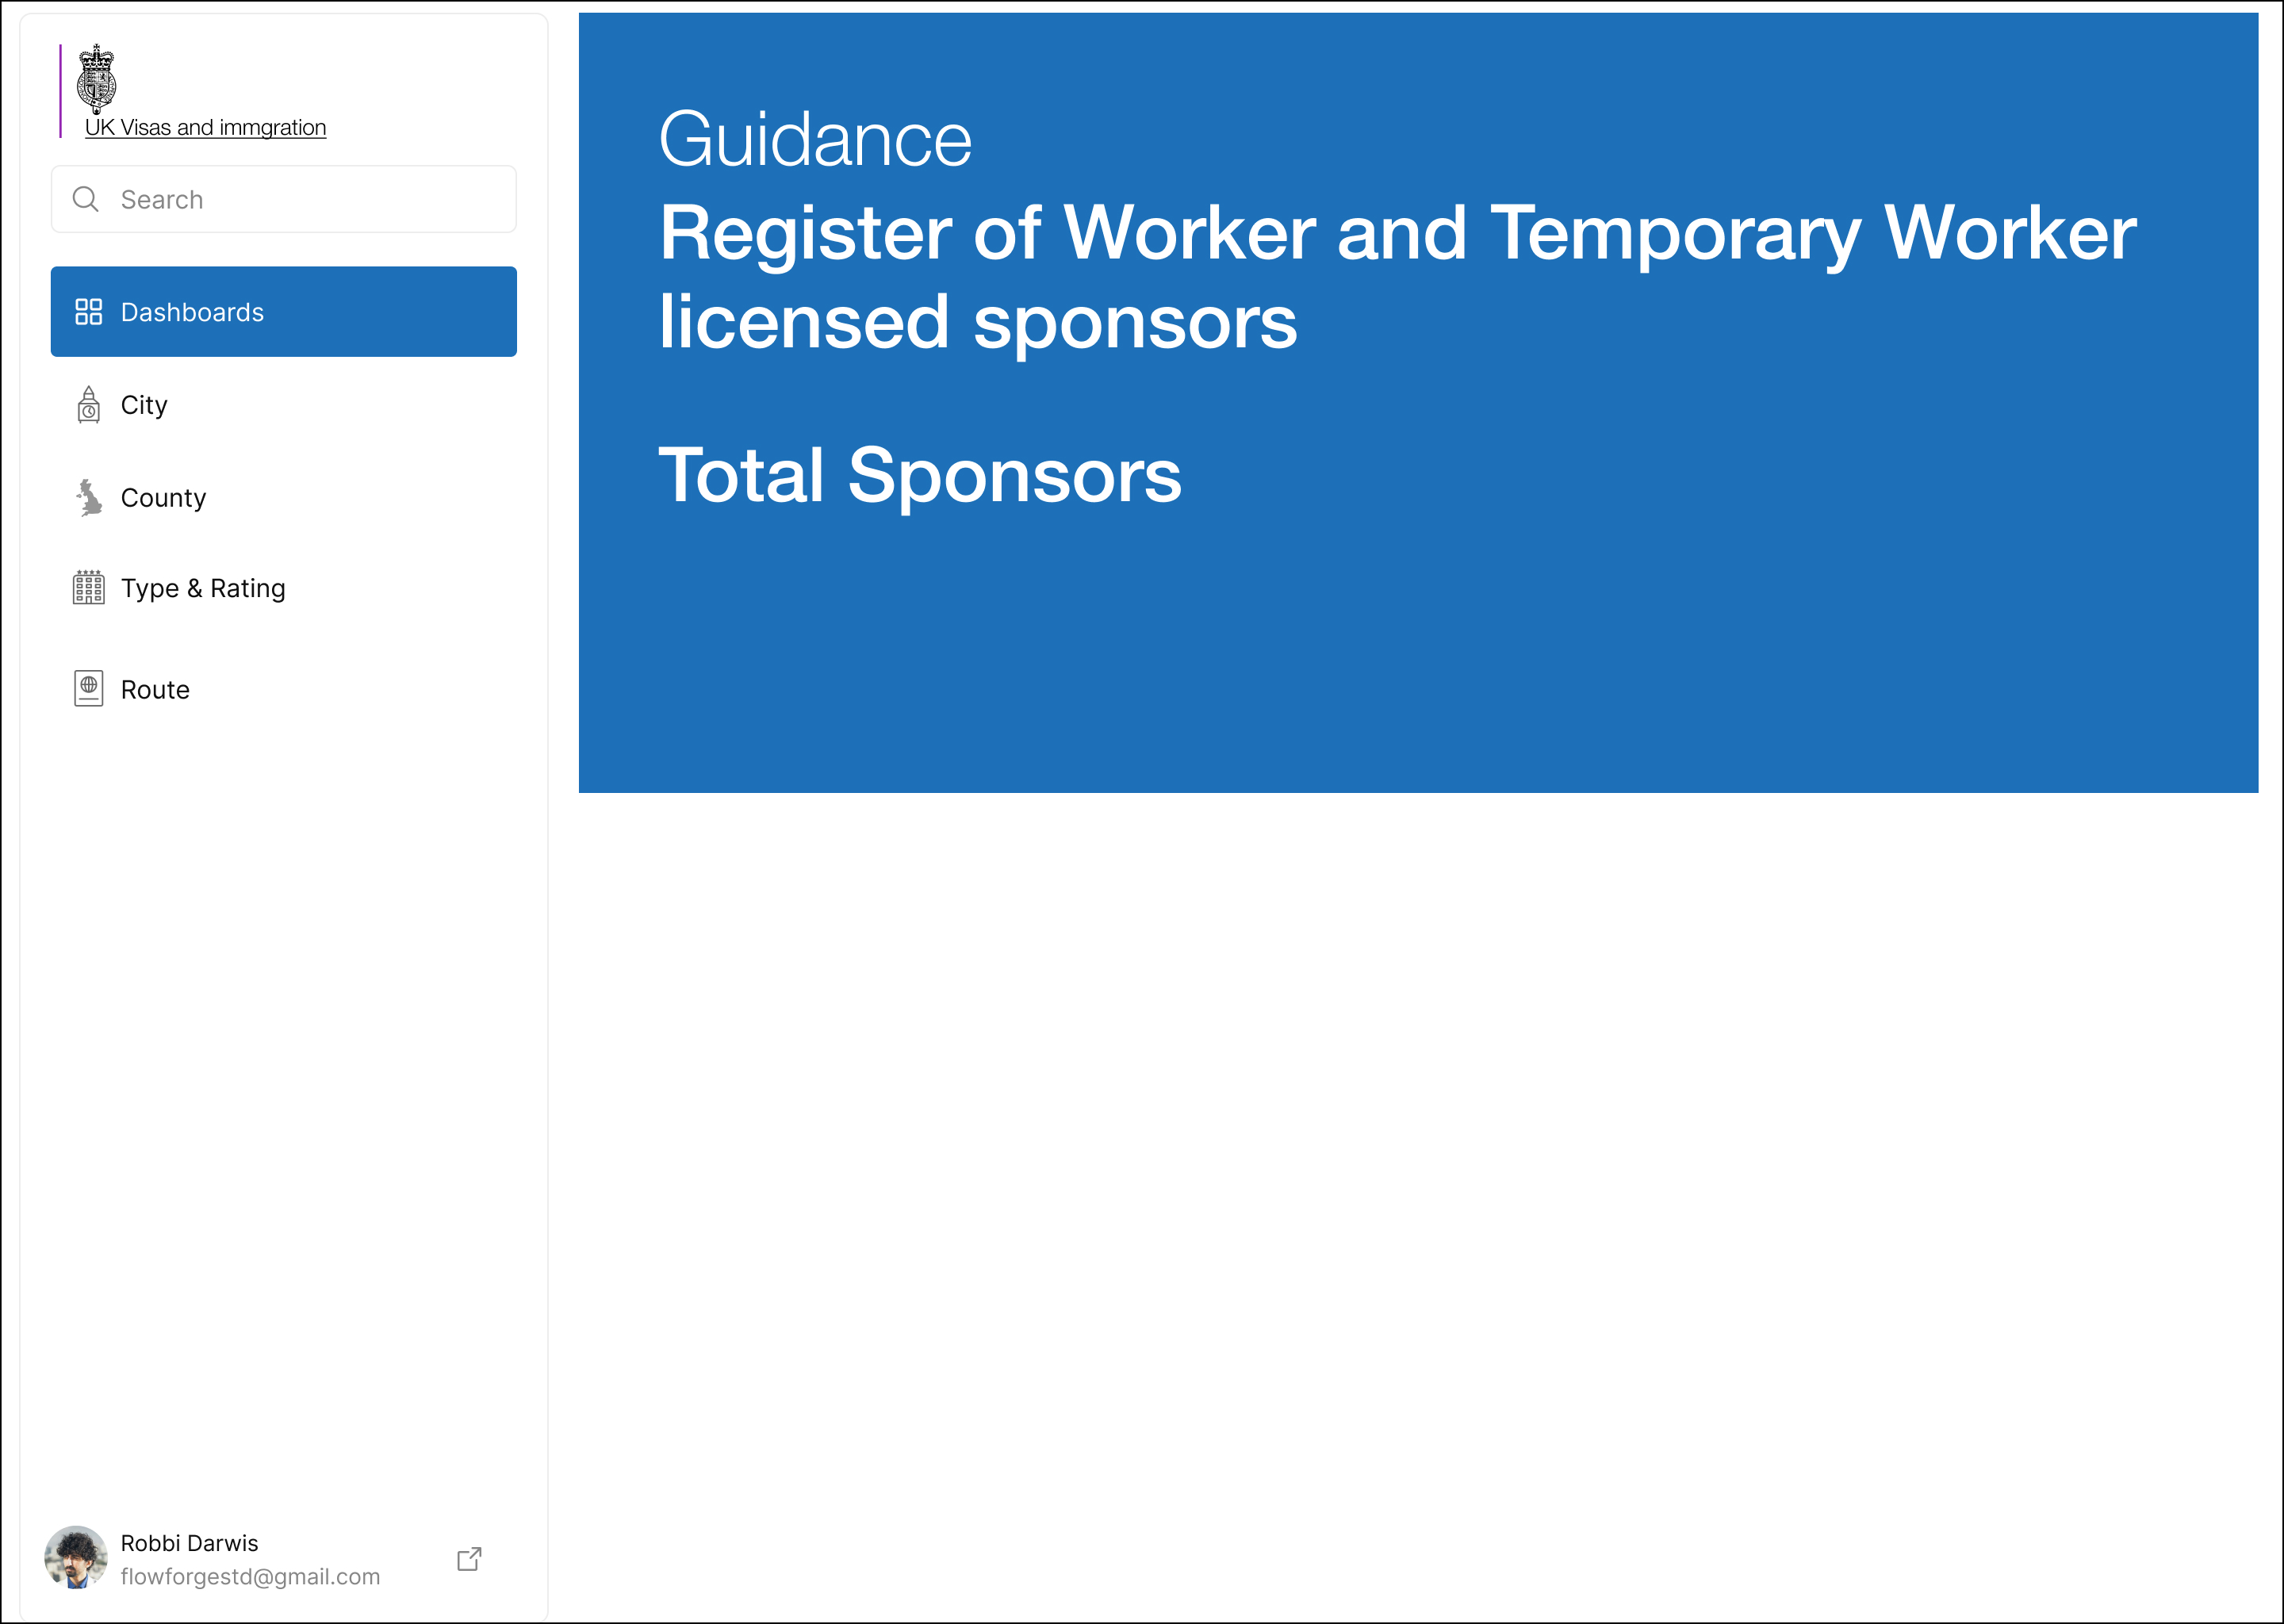 UK Visas and immgration
Search
Dashboards
City
County
Type & Rating
Route
Robbi Darwis
flowforgestd@gmail.com
Guidance
Register of Worker and Temporary Worker
licensed sponsors
Total Sponsors